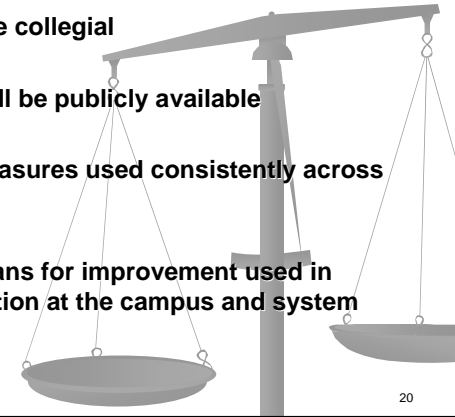 e collegial
ll be publicly available
asures used consistently across
ans for improvement used in
tion at the campus and system
20